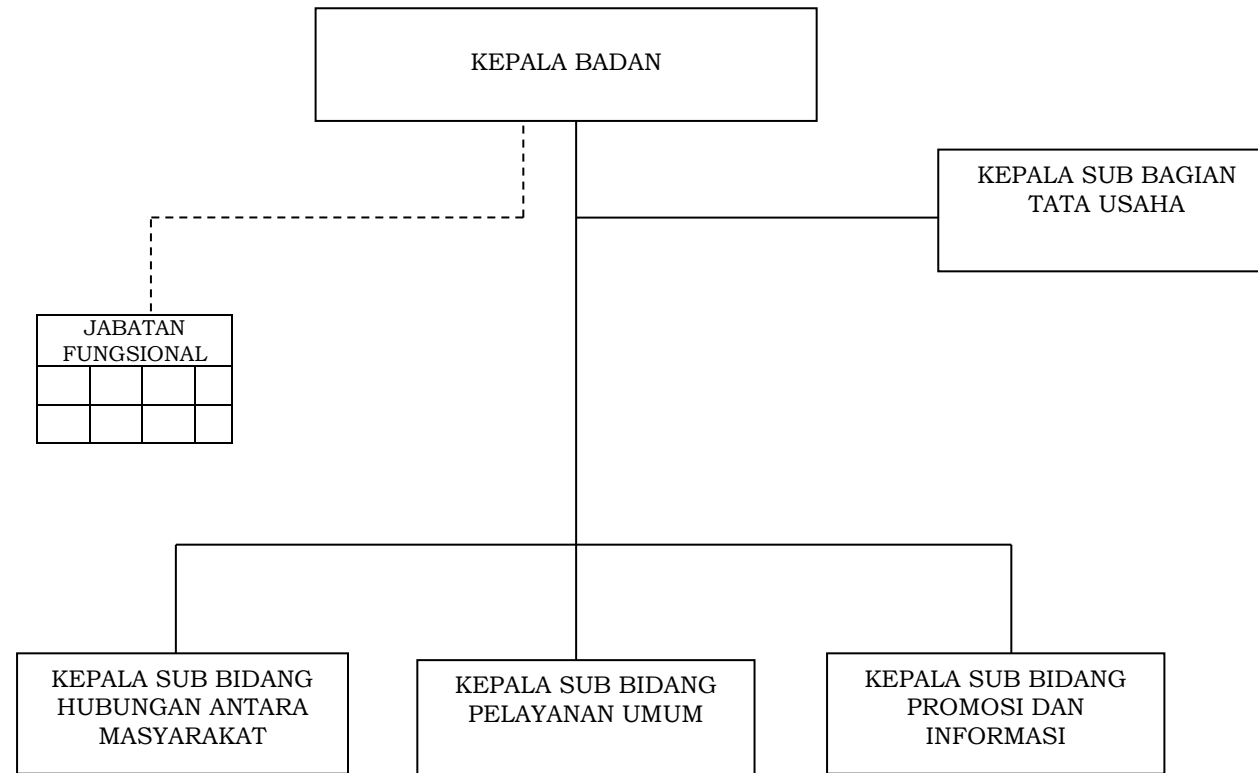 KEPALA BADAN
KEPALA SUB BAGIAN
TATA USAHA
JABATAN
FUNGSIONAL
KEPALA SUB BIDANG
HUBUNGAN ANTARA
MASYARAKAT
KEPALA SUB BIDANG
PELAYANAN UMUM
KEPALA SUB BIDANG
PROMOSI DAN
INFORMASI